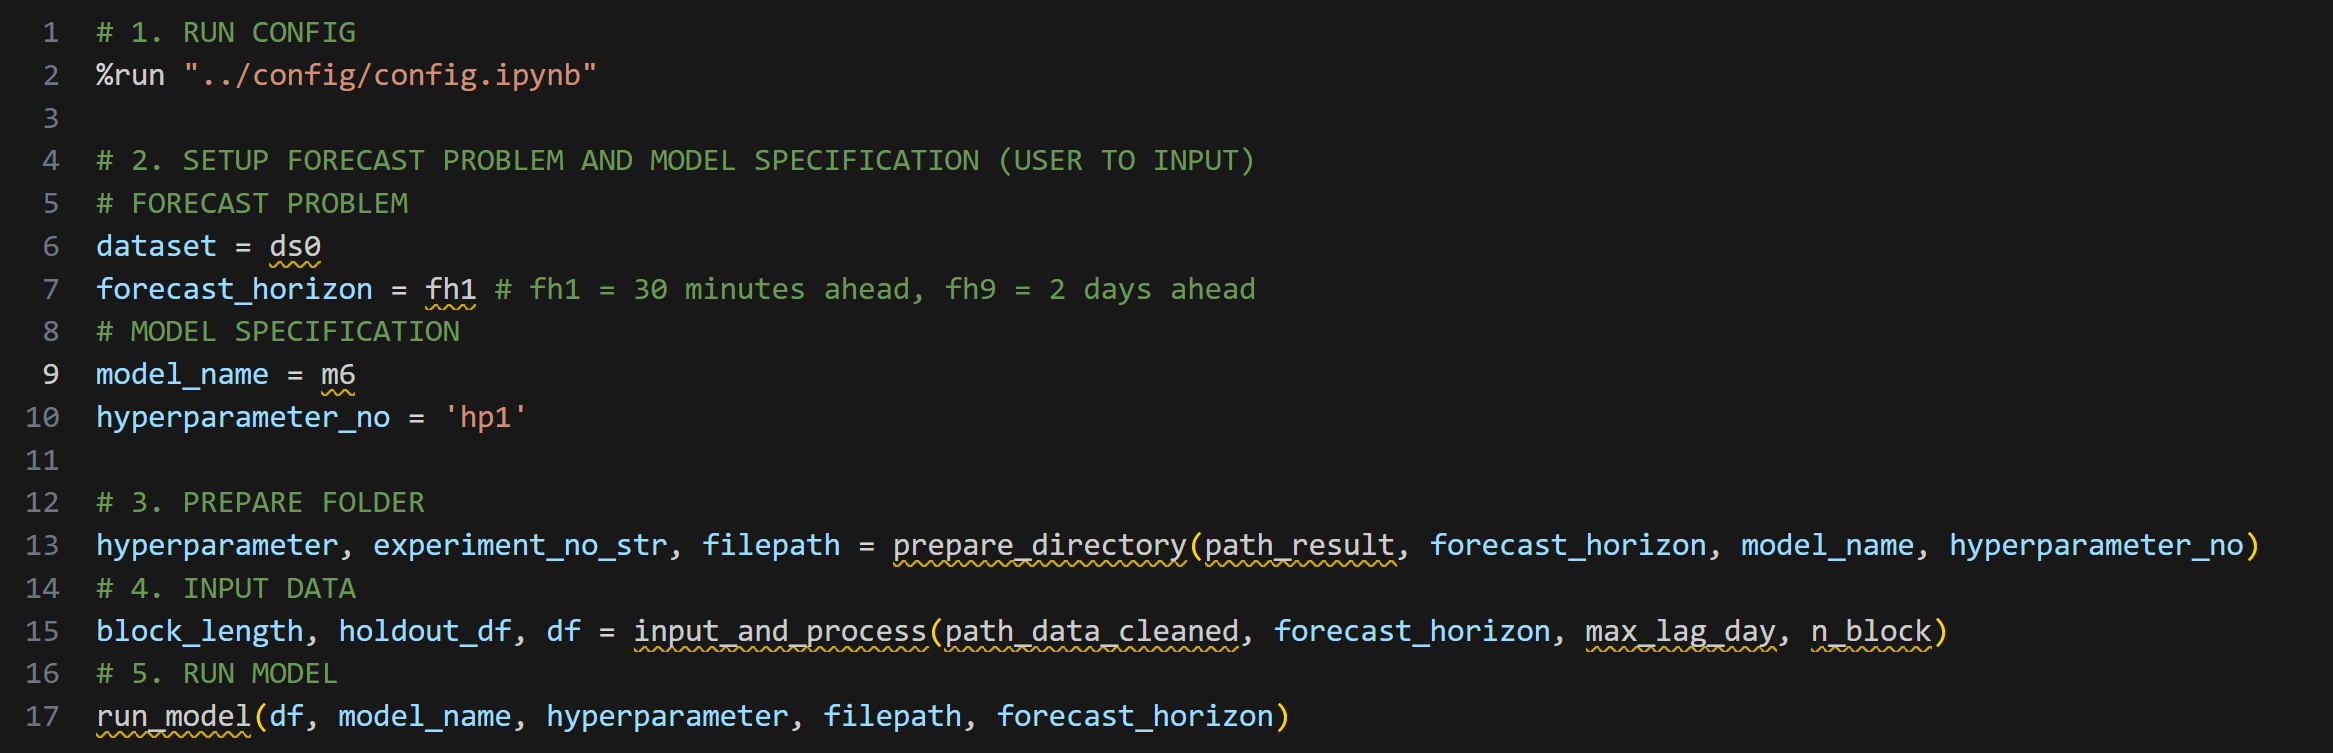 1 # 1. RUN CONFIG
2 %run "../config/config.ipynb"
3
4 # 2. SETUP FORECAST PROBLEM AND MODEL SPECIFICATION (USER TO INPUT)
5 # FORECAST PROBLEM
6 dataset = ds0
7 forecast_horizon = fh1 # fh1 = 30 minutes ahead, fh9 = 2 days ahead
8 # MODEL SPECIFICATION
9 model_name = m6
10 hyperparameter_no = 'hp1'
11
12 # 3. PREPARE FOLDER
13 hyperparameter, experiment_no_str, filepath = prepare_directory(path_result, forecast_horizon, model_name, hyperparameter_no)
14 # 4. INPUT DATA
15 block_length, holdout_df, df = input_and_process(path_data_cleaned, forecast_horizon, max_lag_day, n_block)
16 # 5. RUN MODEL
17 run_model(df, model_name, hyperparameter, filepath, forecast_horizon)